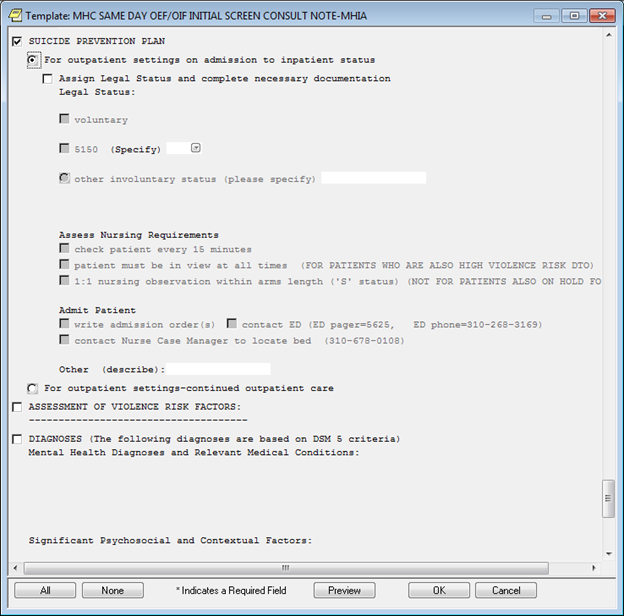 Template: MHC SAME DAY OEF/OIF INITIAL SCREEN CONSULT NOTE-MHIA
SUICIDE PREVENTION PLAN
For outpatient settings on admission to inpatient status
Assign Legal Status and complete necessary documentation
Legal Status:
voluntary
5150 (Specify)
other involuntary status (please specify)
Assess Nursing Requirements
check patient every 15 minutes
patient must be in view at all times (FOR PATIENTS WHO ARE ALSO HIGH VIOLENCE RISK DTO)
1:1 nursing observation within arms length ('S' status) (NOT FOR PATIENTS ALSO ON HOLD FO
Admit Patient
write admission order(s) contact ED (ED pager=5625, ED phone=310-268-3169)
contact Nurse Case Manager to locate bed (310-678-0108)
Other (describe):
For outpatient settings-continued outpatient care
ASSESSMENT OF VIOLENCE RISK FACTORS:
-----------------------------------
DIAGNOSES (The following diagnoses are based on DSM 5 criteria)
Mental Health Diagnoses and Relevant Medical Conditions:
Significant Psychosocial and Contextual Factors:
All None * Indicates a Required Field Preview OK Cancel